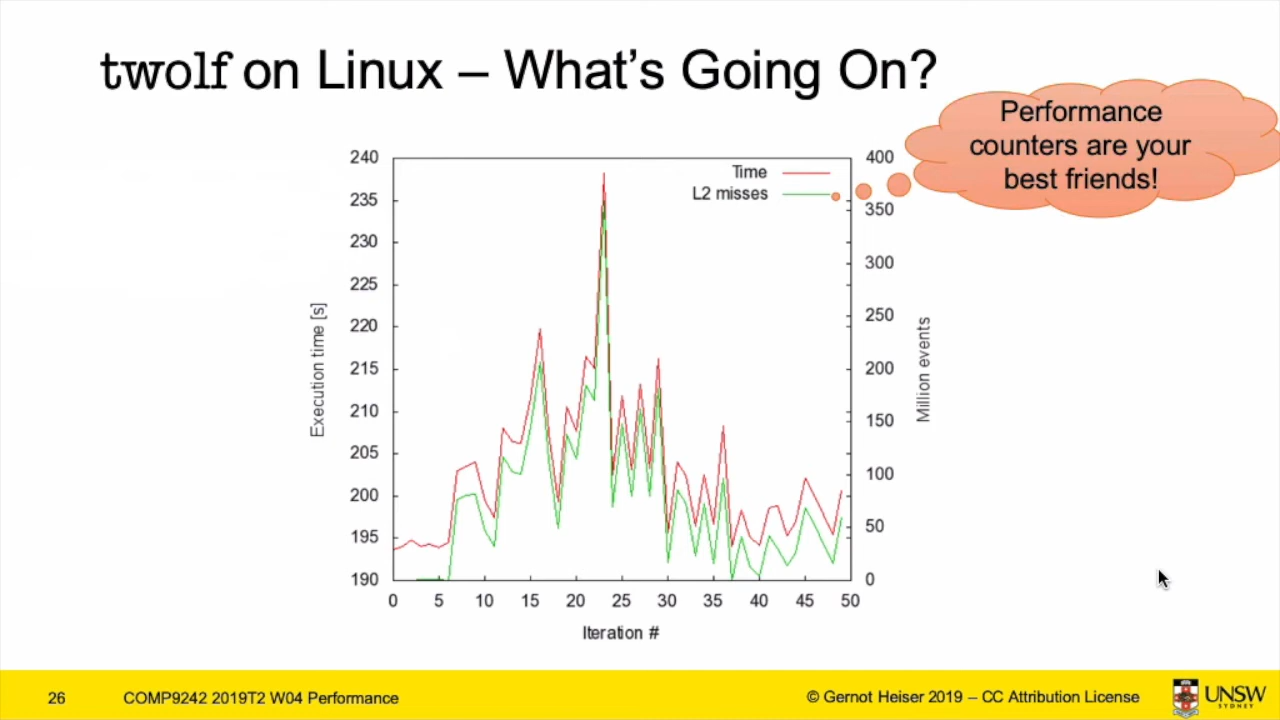 twolf on Linux – What's Going On?
Performance
counters are your
best friends!
Time
L2 misses
240
235
230
225
220
215
210
205
200
195
190
Execution time [s]
400
350
300
250
200
150
100
50
0
Million events
0 5 10 15 20 25 30 35 40 45 50
Iteration #
26 COMP9242 2019T2 W04 Performance © Gernot Heiser 2019 – CC Attribution License
UNSW
SYDNEY